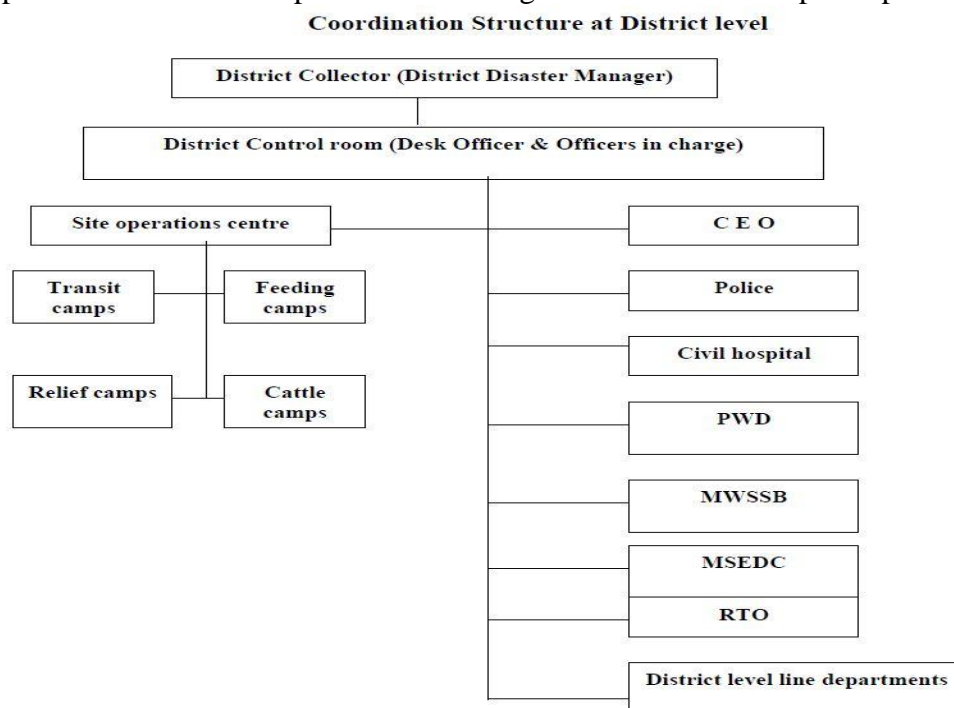 Coordination Structure at District level
District Collector (District Disaster Manager)
District Control room (Desk Officer & Officers in charge)
Site operations centre
C E O
Transit
camps
Feeding
camps
Police
Civil hospital
Relief camps
Cattle
camps
PWD
MWSSB
MSEDC
RTO
District level line departments